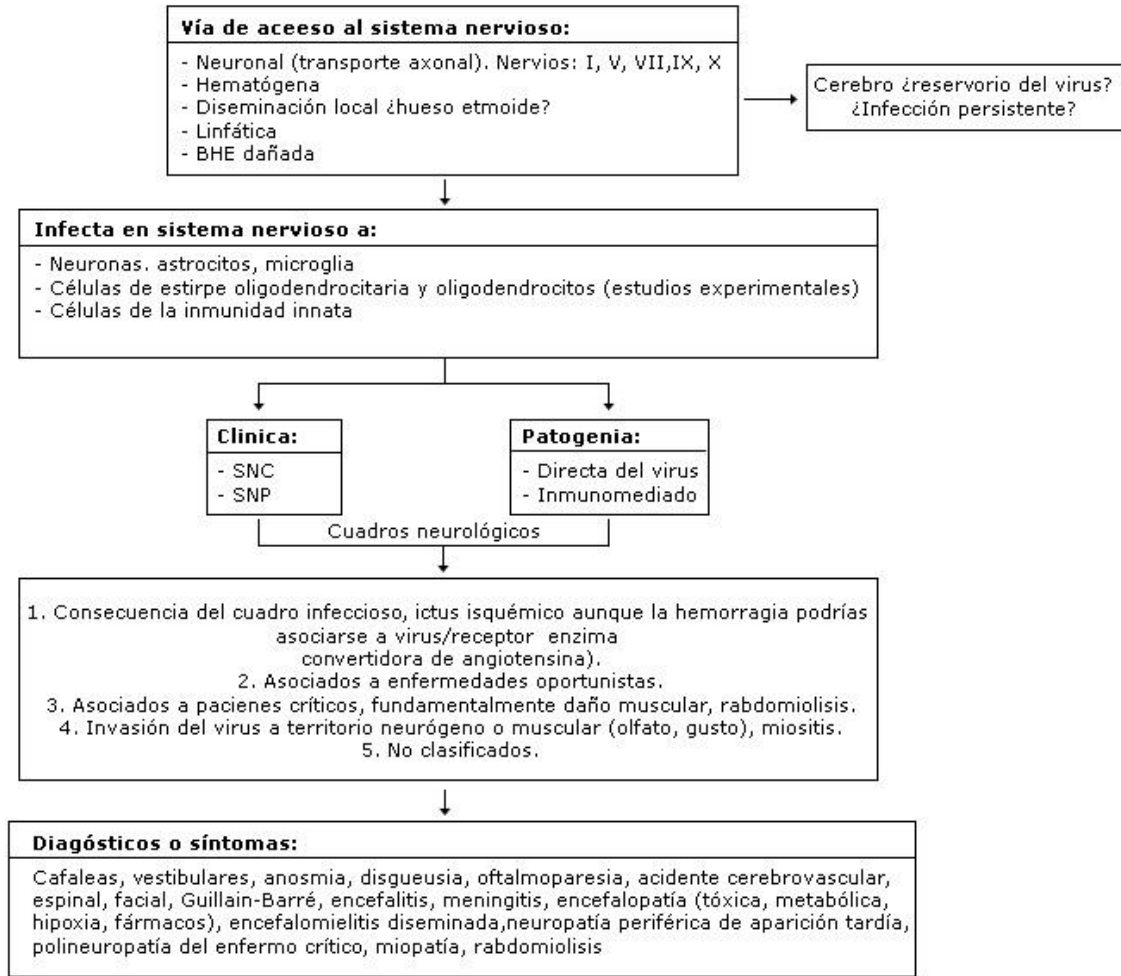 Vía de aceeso al sistema nervioso:
- Neuronal (transporte axonal). Nervios: I, V, VII,IX, X
- Hematógena
- Diseminación local ¿hueso etmoide?
- Linfática
- BHE dañada
Cerebro ¿reservorio del virus?
¿Infección persistente?
Infecta en sistema nervioso a:
- Neuronas. astrocitos, microglia
- Células de estirpe oligodendrocitaria y oligodendrocitos (estudios experimentales)
- Células de la inmunidad innata
Clinica:
- SNC
- SNP
Patogenia:
- Directa del virus
- Inmunomediado
Cuadros neurológicos
1. Consecuencia del cuadro infeccioso, ictus isquémico aunque la hemorragia podrías
asociarse a virus/receptor enzima
convertidora de angiotensina).
2. Asociados a enfermedades oportunistas.
3. Asociados a pacienes críticos, fundamentalmente daño muscular, rabdomiolisis.
4. Invasión del virus a territorio neurógeno o muscular (olfato, gusto), miositis.
5. No clasificados.
Diagósticos o síntomas:
Cafaleas, vestibulares, anosmia, disgueusia, oftalmoparesia, acidente cerebrovascular,
espinal, facial, Guillain-Barré, encefalitis, meningitis, encefalopatía (tóxica, metabólica,
hipoxia, fármacos), encefalomielitis diseminada,neuropatía periférica de aparición tardía,
polineuropatía del enfermo crítico, miopatía, rabdomiolisis